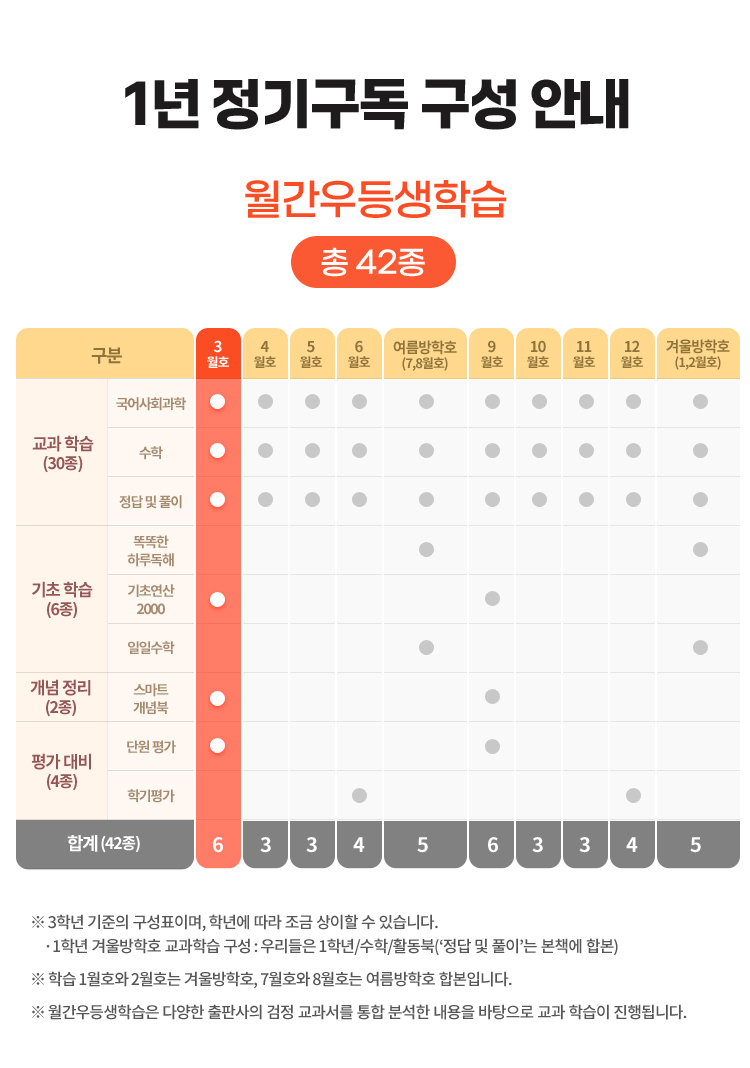 1년 정기구독 구성 안내
월간우등생학습
총 42종
구분
3
월호
4
월호
5
월호
6
월호
여름방학호
(7,8월호)
9
월호
10
월호
11
월호
12
월호
겨울방학호
(1,2월호)
교과 학습
(30종)
국어사회과학
수학
정답 및 풀이
기초 학습
(6종)
똑똑한
하루독해
기초연산
2000
일일수학
개념 정리
(2종)
스마트
개념북
평가 대비
(4종)
단원 평가
학기평가
합계 (42종)
6
3
3
4
5
6
3
3
4
5
※ 3학년 기준의 구성표이며, 학년에 따라 조금 상이할 수 있습니다.
· 1학년 겨울방학호 교과학습 구성 : 우리들은 1학년/수학/활동북(‘정답 및 풀이’는 본책에 합본)
※ 학습 1월호와 2월호는 겨울방학호, 7월호와 8월호는 여름방학호 합본입니다.
※ 월간우등생학습은 다양한 출판사의 검정 교과서를 통합 분석한 내용을 바탕으로 교과 학습이 진행됩니다.